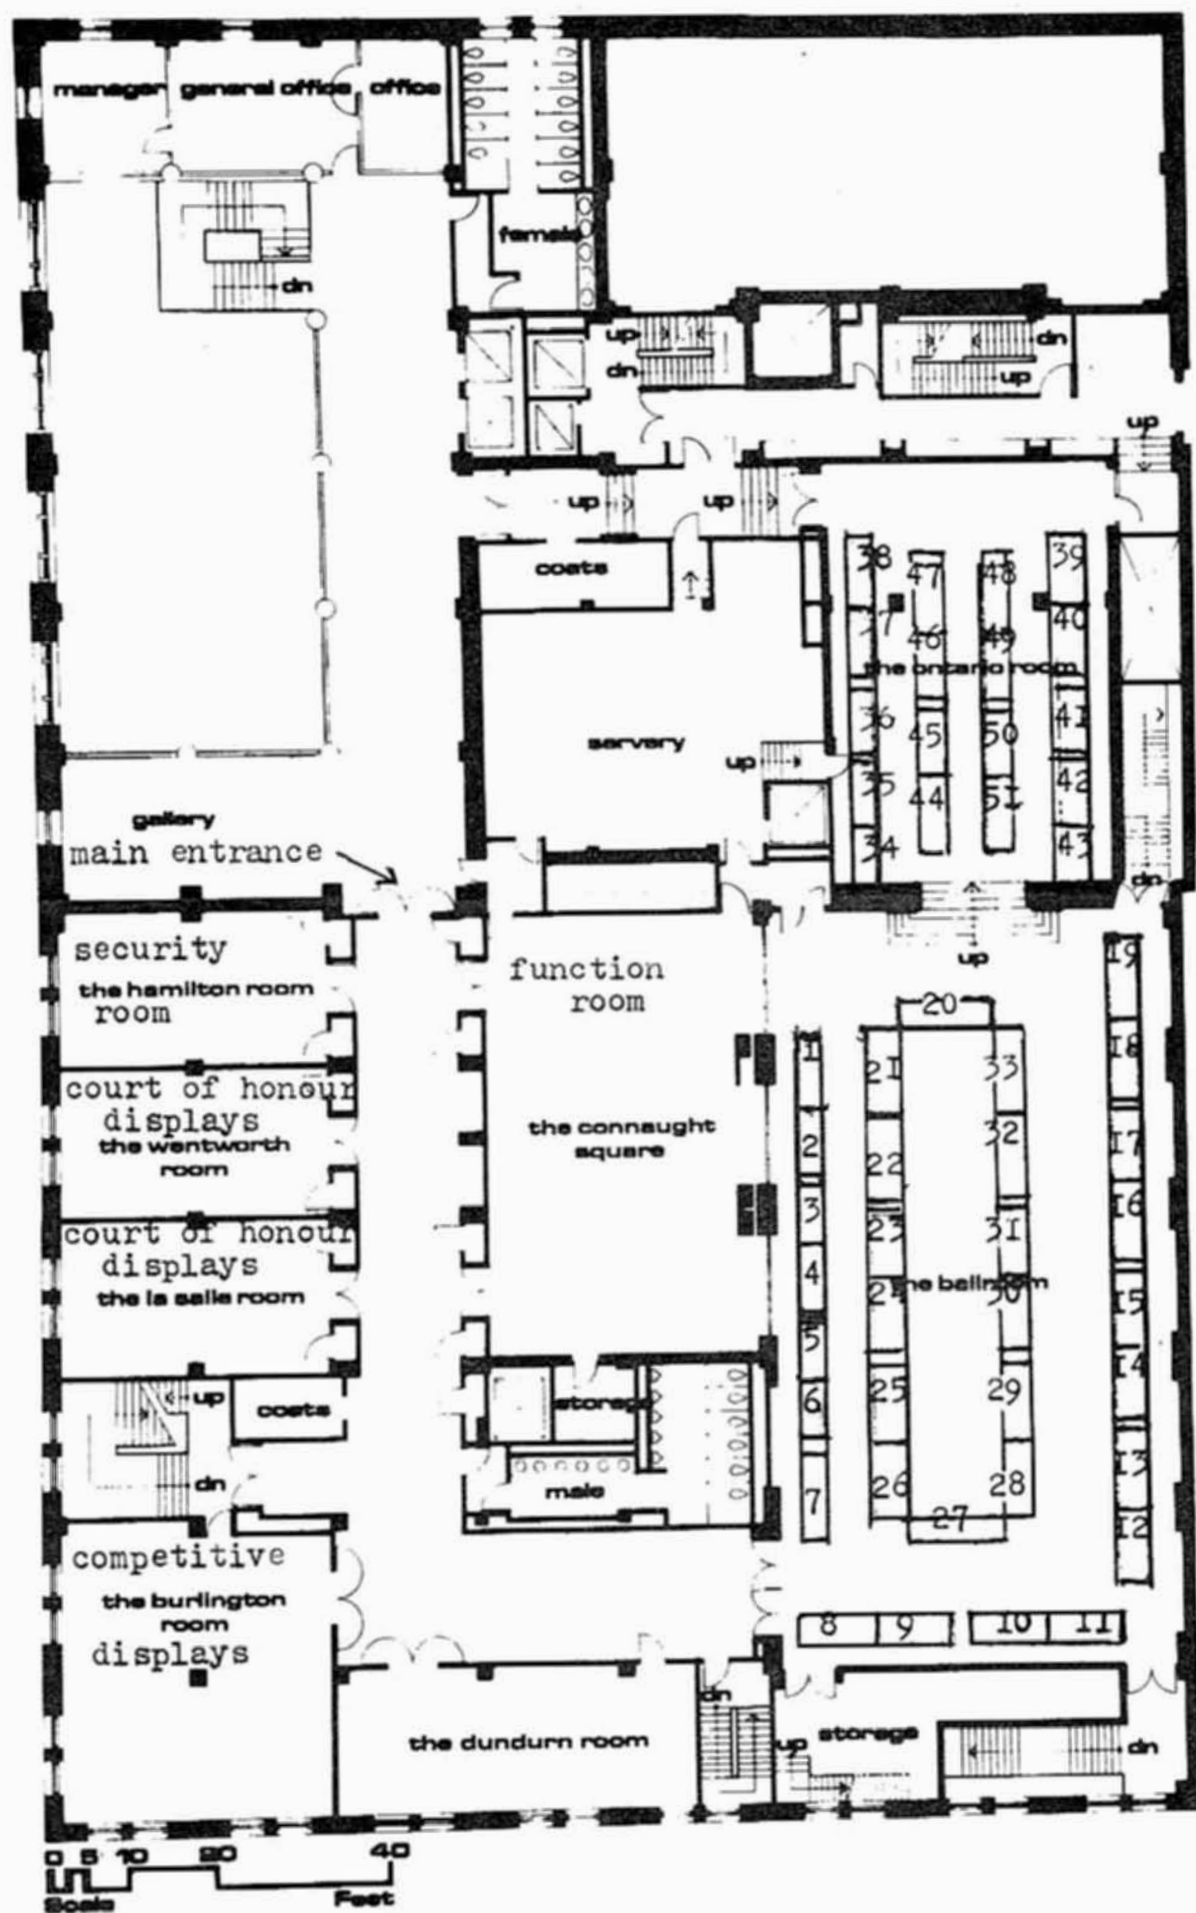 manager general office office
female
dn
up
dn
dn
up
up
up
up
coats
38
47
48
39
37
46
49
40
the ontario room
36
45
50
41
servery
up
35
44
51
42
34
43
gallery
main entrance
dn
up
security
the hamilton room
room
function
room
19
20
1
21
33
18
court of honour
displays
the wentworth
room
the connaught
square
2
22
32
17
3
23
31
16
court of honour
displays
the la salle room
4
24
the ballroom
30
15
5
14
up
coats
storage
6
25
29
13
dn
male
7
26
28
27
12
competitive
the burlington
room
displays
8 9 10 11
dn
the dundurn room
up
storage
dn
0 5 10 20 40
Scale Feet